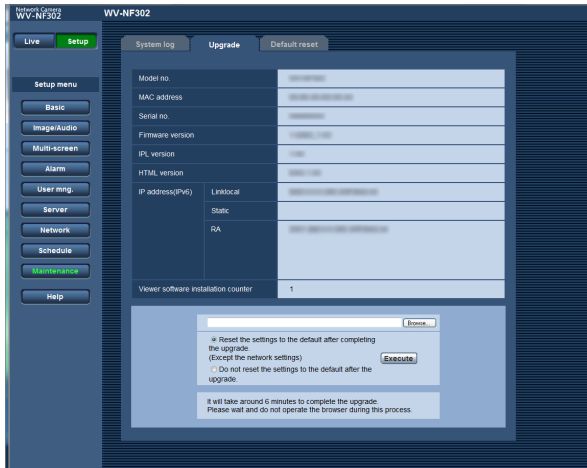 Network Camera
WV-NF302
WV-NF302
Live
Setup
System log
Upgrade
Default reset
Setup menu
Basic
Image/Audio
Multi-screen
Alarm
User mng.
Server
Network
Schedule
Maintenance
Help
Model no.
MAC address
Serial no.
Firmware version
IPL version
HTML version
IP address(IPv6)
Linklocal
Static
RA
Viewer software installation counter
1
Browse...
Reset the settings to the default after completing
the upgrade.
(Except the network settings)
Execute
Do not reset the settings to the default after the
upgrade.
It will take around 6 minutes to complete the upgrade.
Please wait and do not operate the browser during this process.